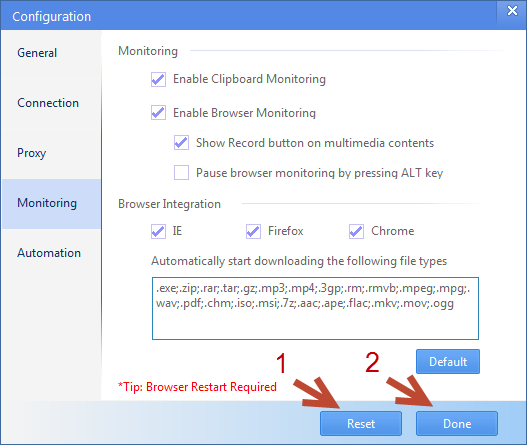 Configuration
General
Connection
Proxy
Monitoring
Automation
Monitoring
Enable Clipboard Monitoring
Enable Browser Monitoring
Show Record button on multimedia contents
Pause browser monitoring by pressing ALT key
Browser Integration
IE Firefox Chrome
Automatically start downloading the following file types
.exe;.zip;.rar;.tar;.gz;.mp3;.mp4;.3gp;.rm;.rmvb;.mpeg;.mpg;.
wav;.pdf;.chm;.iso;.msi;.7z;.aac;.ape;.flac;.mkv;.mov;.ogg
Default
1 2
*Tip: Browser Restart Required
Reset Done